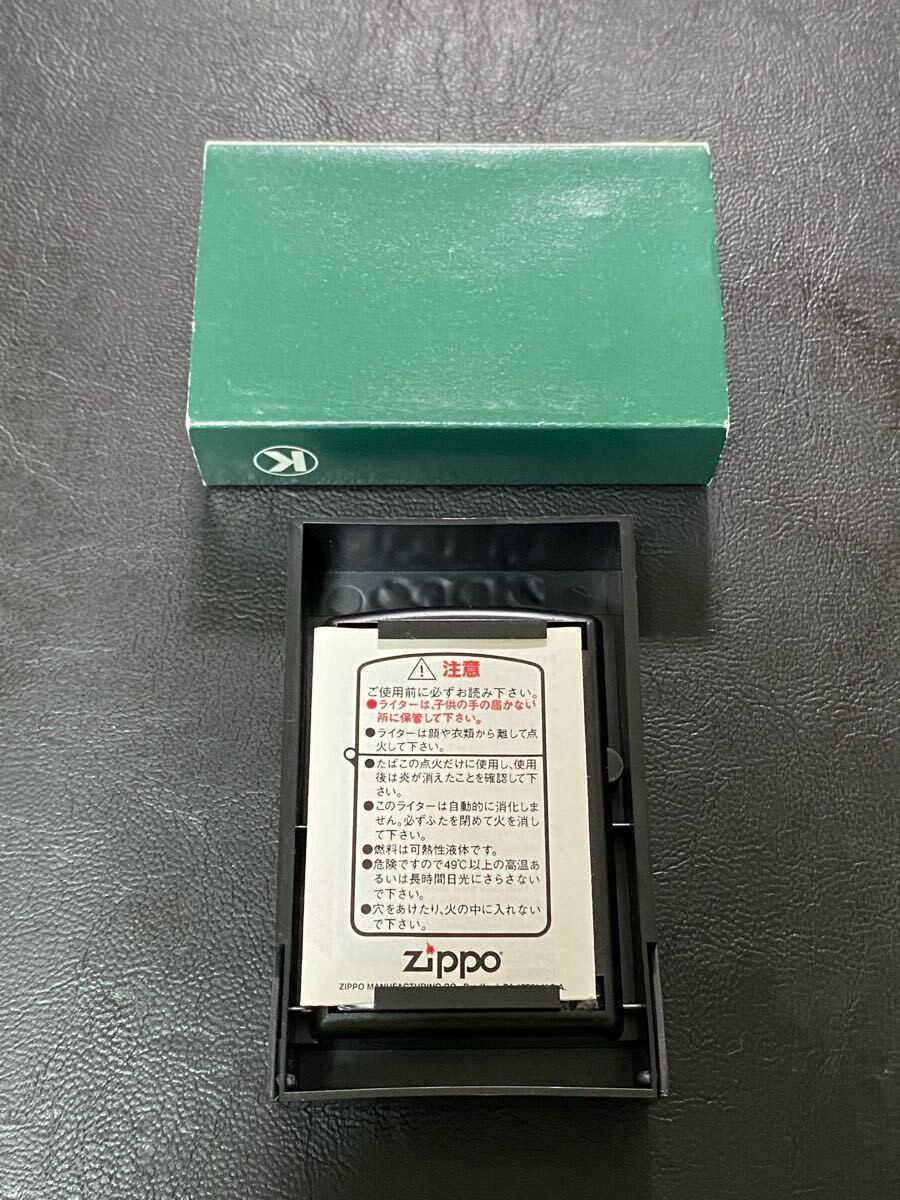 K
注意
ご使用前に必ずお読み下さい。
●ライターは、子供の手の届かない
所に保管して下さい。
●ライターは顔や衣類から離して点
火して下さい。
●たばこの点火だけに使用し、使用
後は炎が消えたことを確認して下
さい。
●このライターは自動的に消化しま
せん。必ずふたを閉めて火を消し
て下さい。
●燃料は可熱性液体です。
●危険ですので49℃以上の高温あ
るいは長時間日光にさらさない
で下さい。
●穴をあけたり、火の中に入れない
で下さい。
zippo
ZIPPO MANUFACTURING CO.